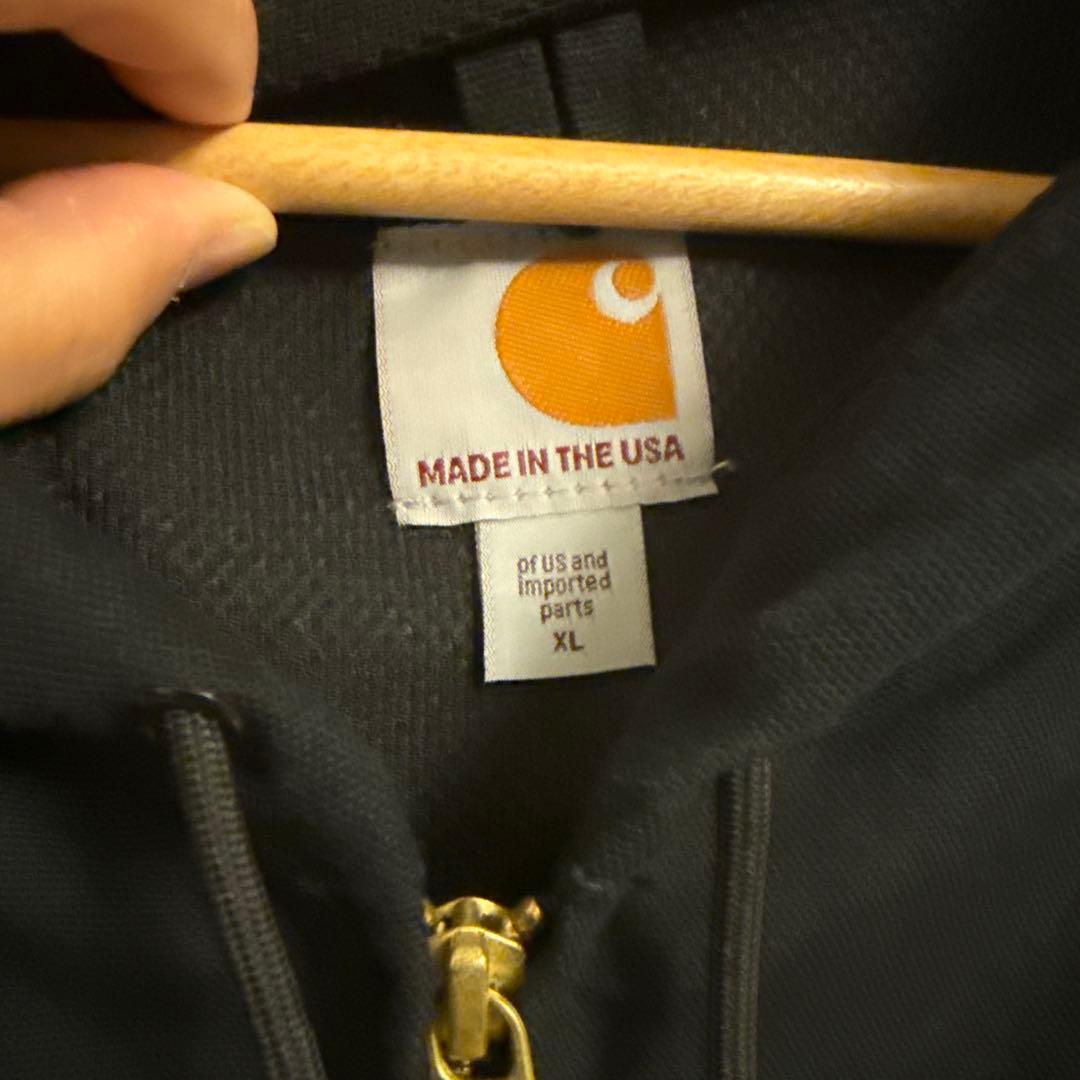 MADE IN THE USA
of US and
imported
parts
XL